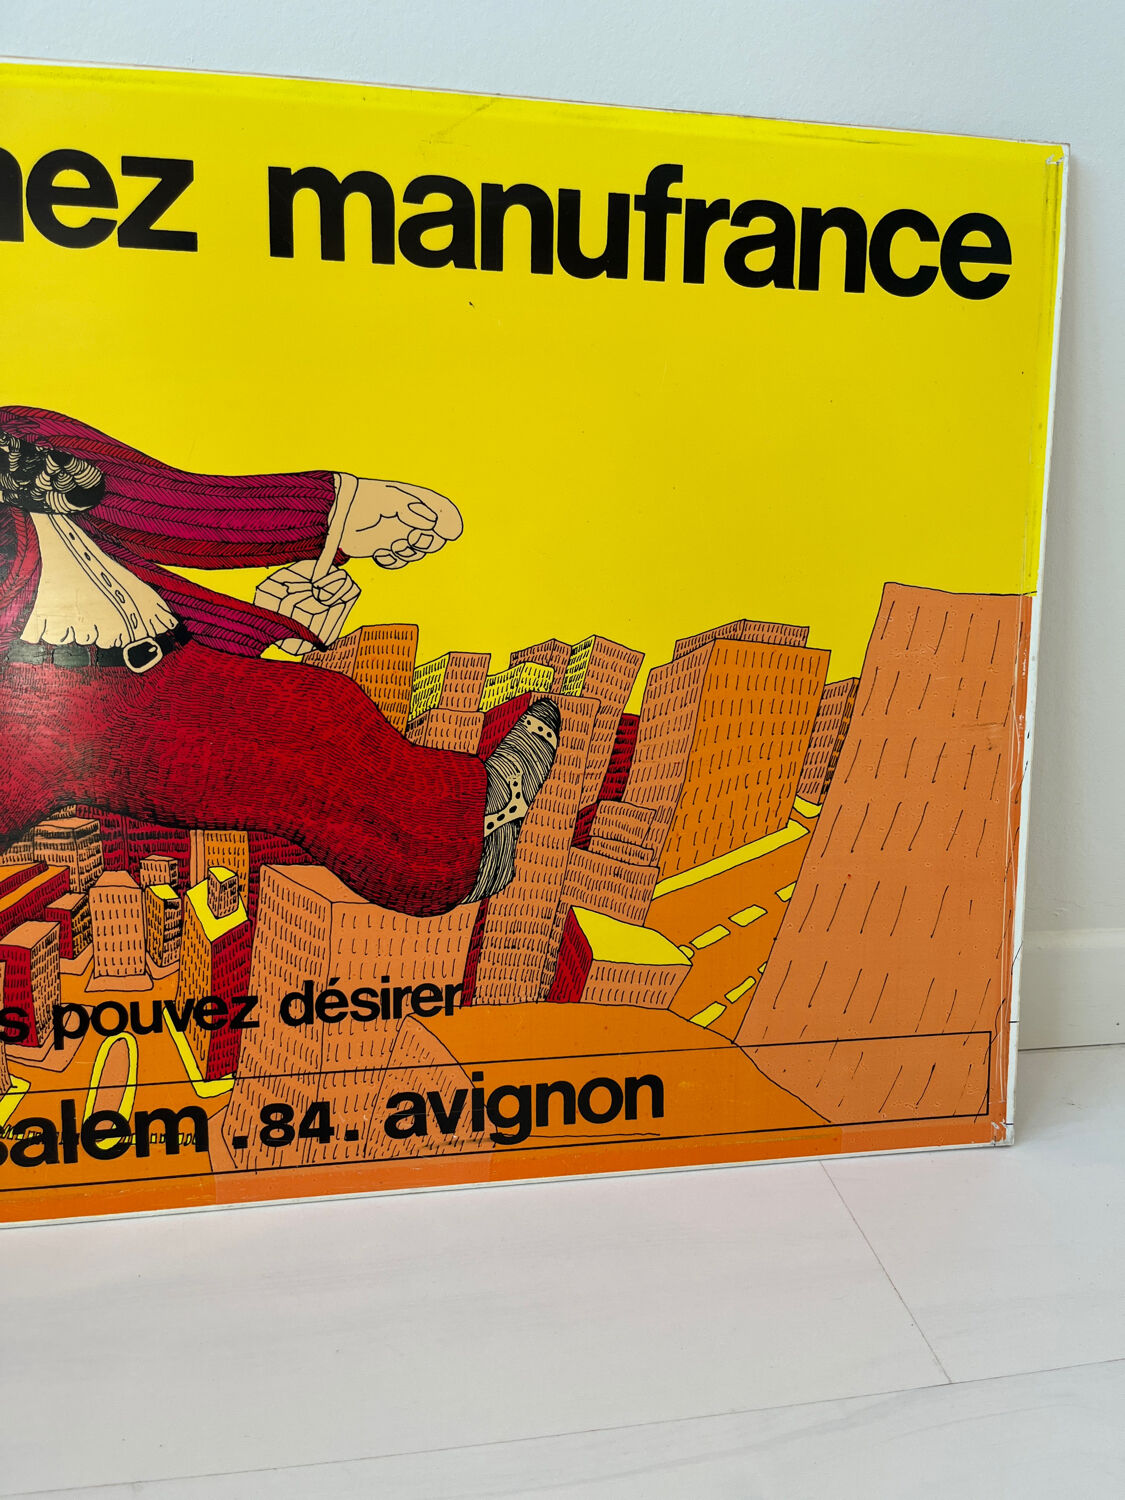 ez manufrance
s pouvez désirer
salem .84. avignon